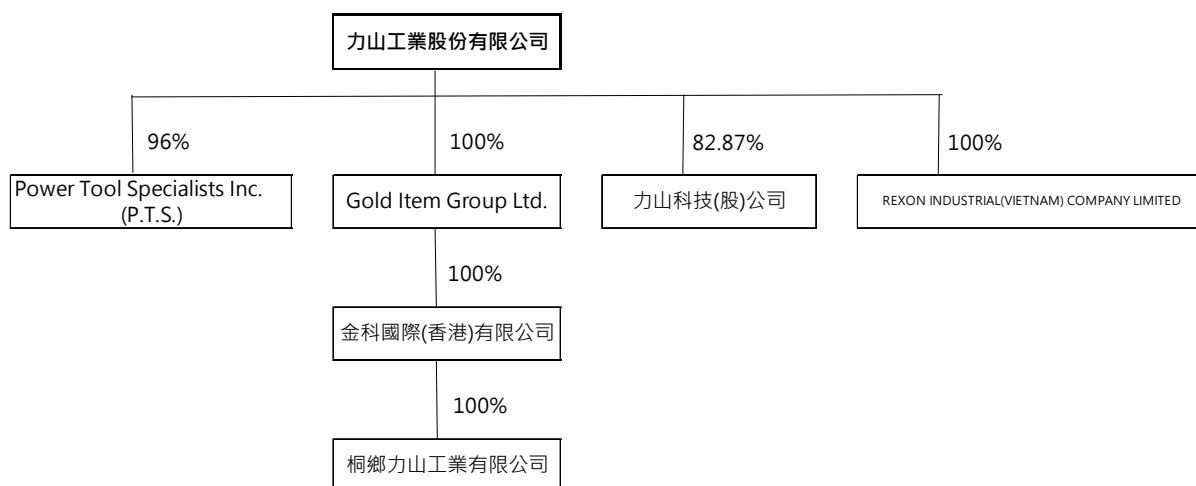 力山工業股份有限公司
96%
100%
82.87%
100%
Power Tool Specialists Inc.
(P.T.S.)
Gold Item Group Ltd.
力山科技(股)公司
REXON INDUSTRIAL(VIETNAM) COMPANY LIMITED
100%
金科國際(香港)有限公司
100%
桐鄉力山工業有限公司